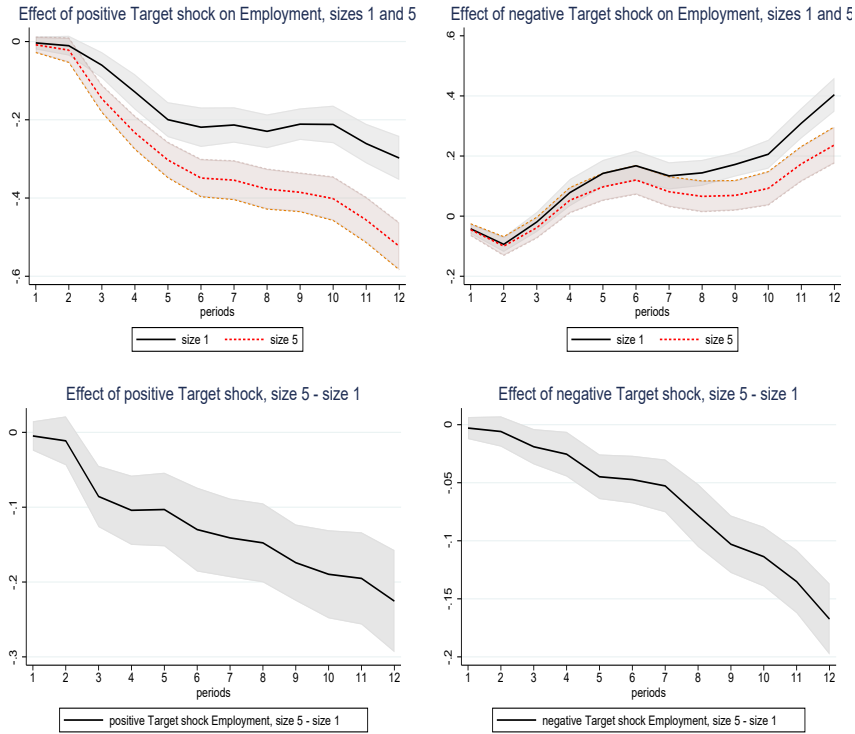 Effect of positive Target shock on Employment, sizes 1 and 5
0
-.2
-.4
-.6
1 2 3 4 5 6 7 8 9 10 11 12
periods
size 1 size 5
Effect of negative Target shock on Employment, sizes 1 and 5
.6
.4
.2
0
-.2
1 2 3 4 5 6 7 8 9 10 11 12
periods
size 1 size 5
Effect of positive Target shock, size 5 - size 1
0
-.1
-.2
-.3
1 2 3 4 5 6 7 8 9 10 11 12
periods
positive Target shock Employment, size 5 - size 1
Effect of negative Target shock, size 5 - size 1
0
-.05
-.1
-.15
-.2
1 2 3 4 5 6 7 8 9 10 11 12
periods
negative Target shock Employment, size 5 - size 1